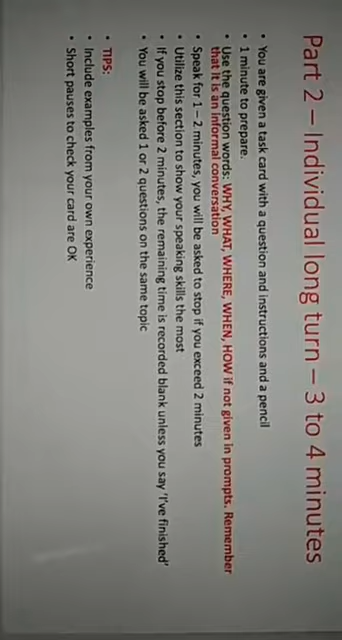 Part 2 – Individual long turn – 3 to 4 minutes
• You are given a task card with a question and instructions and a pencil
• 1 minute to prepare.
• Use the question words: WHY, WHAT, WHERE, WHEN, HOW if not given in prompts. Remember
that it is an informal conversation
• Speak for 1 – 2 minutes, you will be asked to stop if you exceed 2 minutes
• Utilize this section to show your speaking skills the most
• If you stop before 2 minutes, the remaining time is recorded blank unless you say 'I've finished'
• You will be asked 1 or 2 questions on the same topic
• TIPS:
• Include examples from your own experience
• Short pauses to check your card are OK